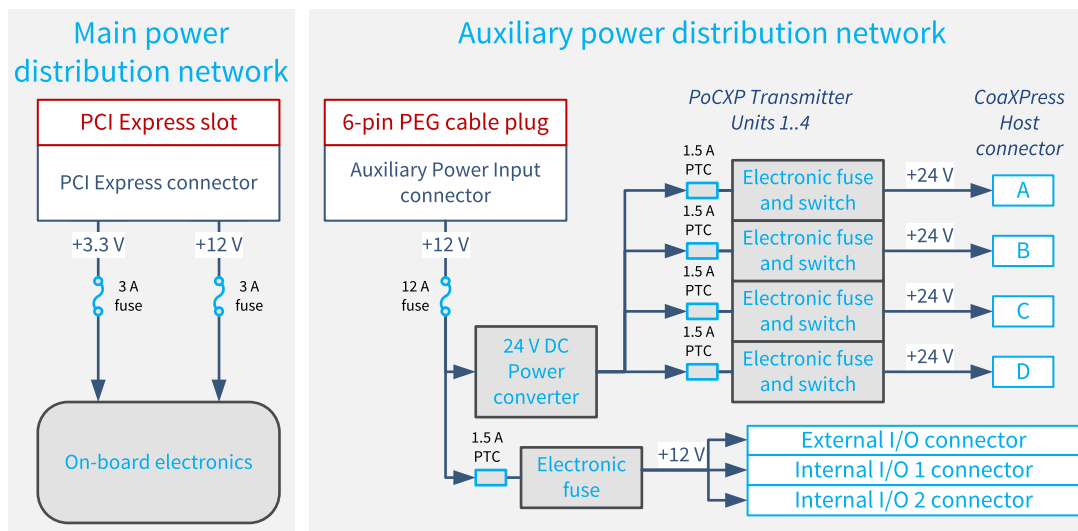 Main power
distribution network
PCI Express slot
PCI Express connector
+3.3 V
+12 V
3 A
fuse
3 A
fuse
On-board electronics
Auxiliary power distribution network
6-pin PEG cable plug
Auxiliary Power Input
connector
+12 V
12 A
fuse
24 V DC
Power
converter
PoCXP Transmitter
Units 1..4
CoaXPress
Host
connector
1.5 A
PTC
Electronic fuse
and switch
+24 V
A
1.5 A
PTC
Electronic fuse
and switch
+24 V
B
1.5 A
PTC
Electronic fuse
and switch
+24 V
C
1.5 A
PTC
Electronic fuse
and switch
+24 V
D
1.5 A
PTC
Electronic
fuse
+12 V
External I/O connector
Internal I/O 1 connector
Internal I/O 2 connector